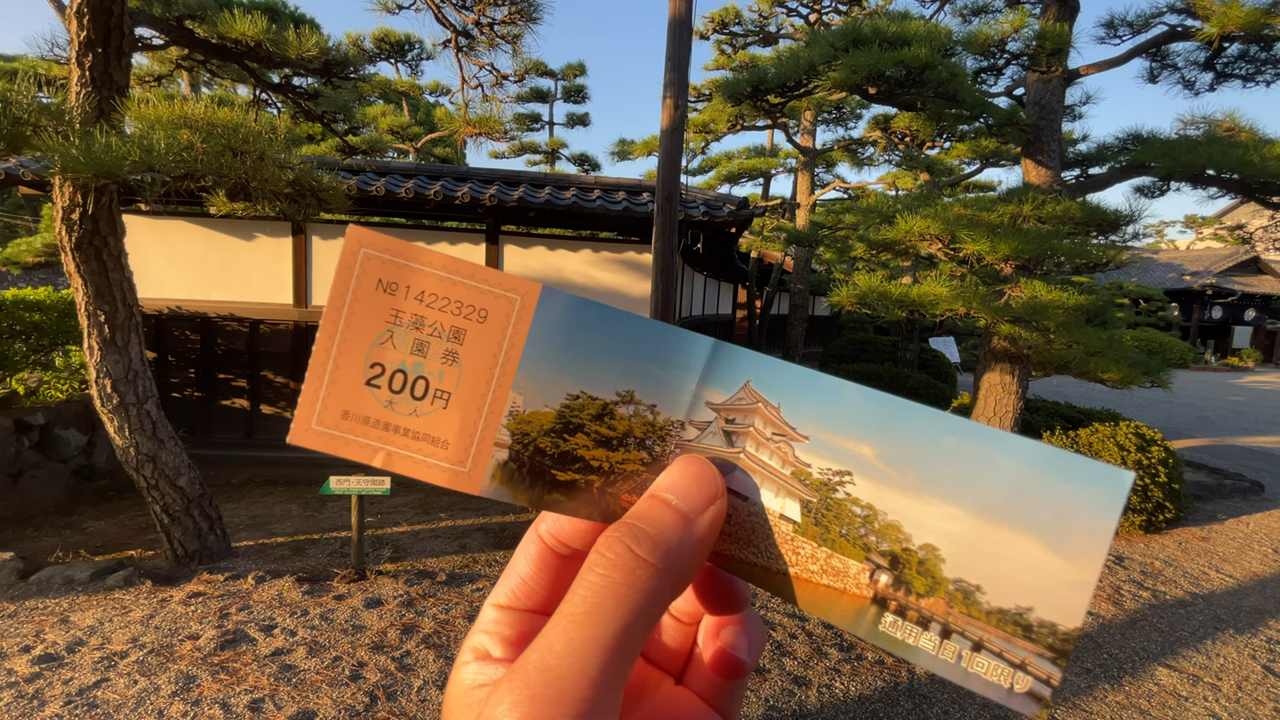 №1422329
玉藻公園
入園券
200円
大人
香川県造園事業協同組合
通用当日1回限り
西門・天守閣跡